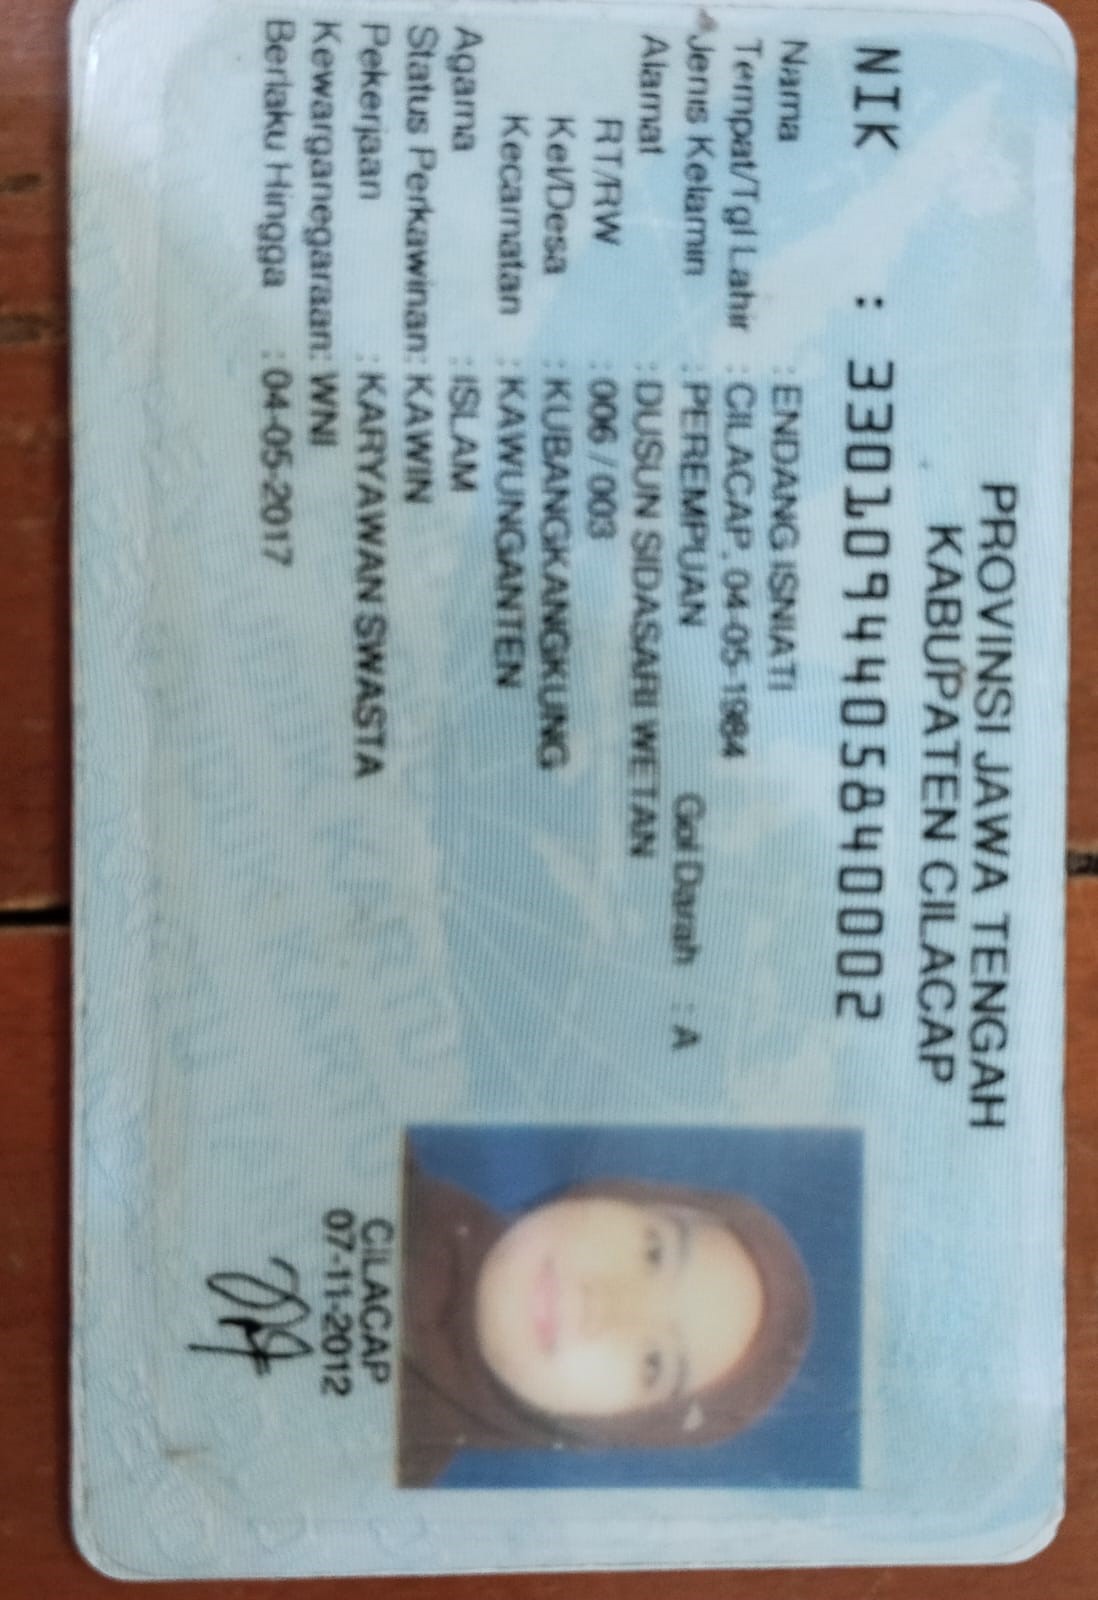 PROVINSI JAWA TENGAH
KABUPATEN CILACAP
NIK : 3301094405840002
Nama : ENDANG ISNIATI
Tempat/Tgl Lahir : CILACAP, 04-05-1984
Jenis Kelamin : PEREMPUAN Gol Darah : A
Alamat : DUSUN SIDASARI WETAN
RT/RW : 006 / 003
Kel/Desa : KUBANGKANGKUNG
Kecamatan : KAWUNGANTEN
Agama : ISLAM
Status Perkawinan: KAWIN
Pekerjaan : KARYAWAN SWASTA
Kewarganegaraan: WNI
Berlaku Hingga : 04-05-2017
CILACAP
07-11-2012